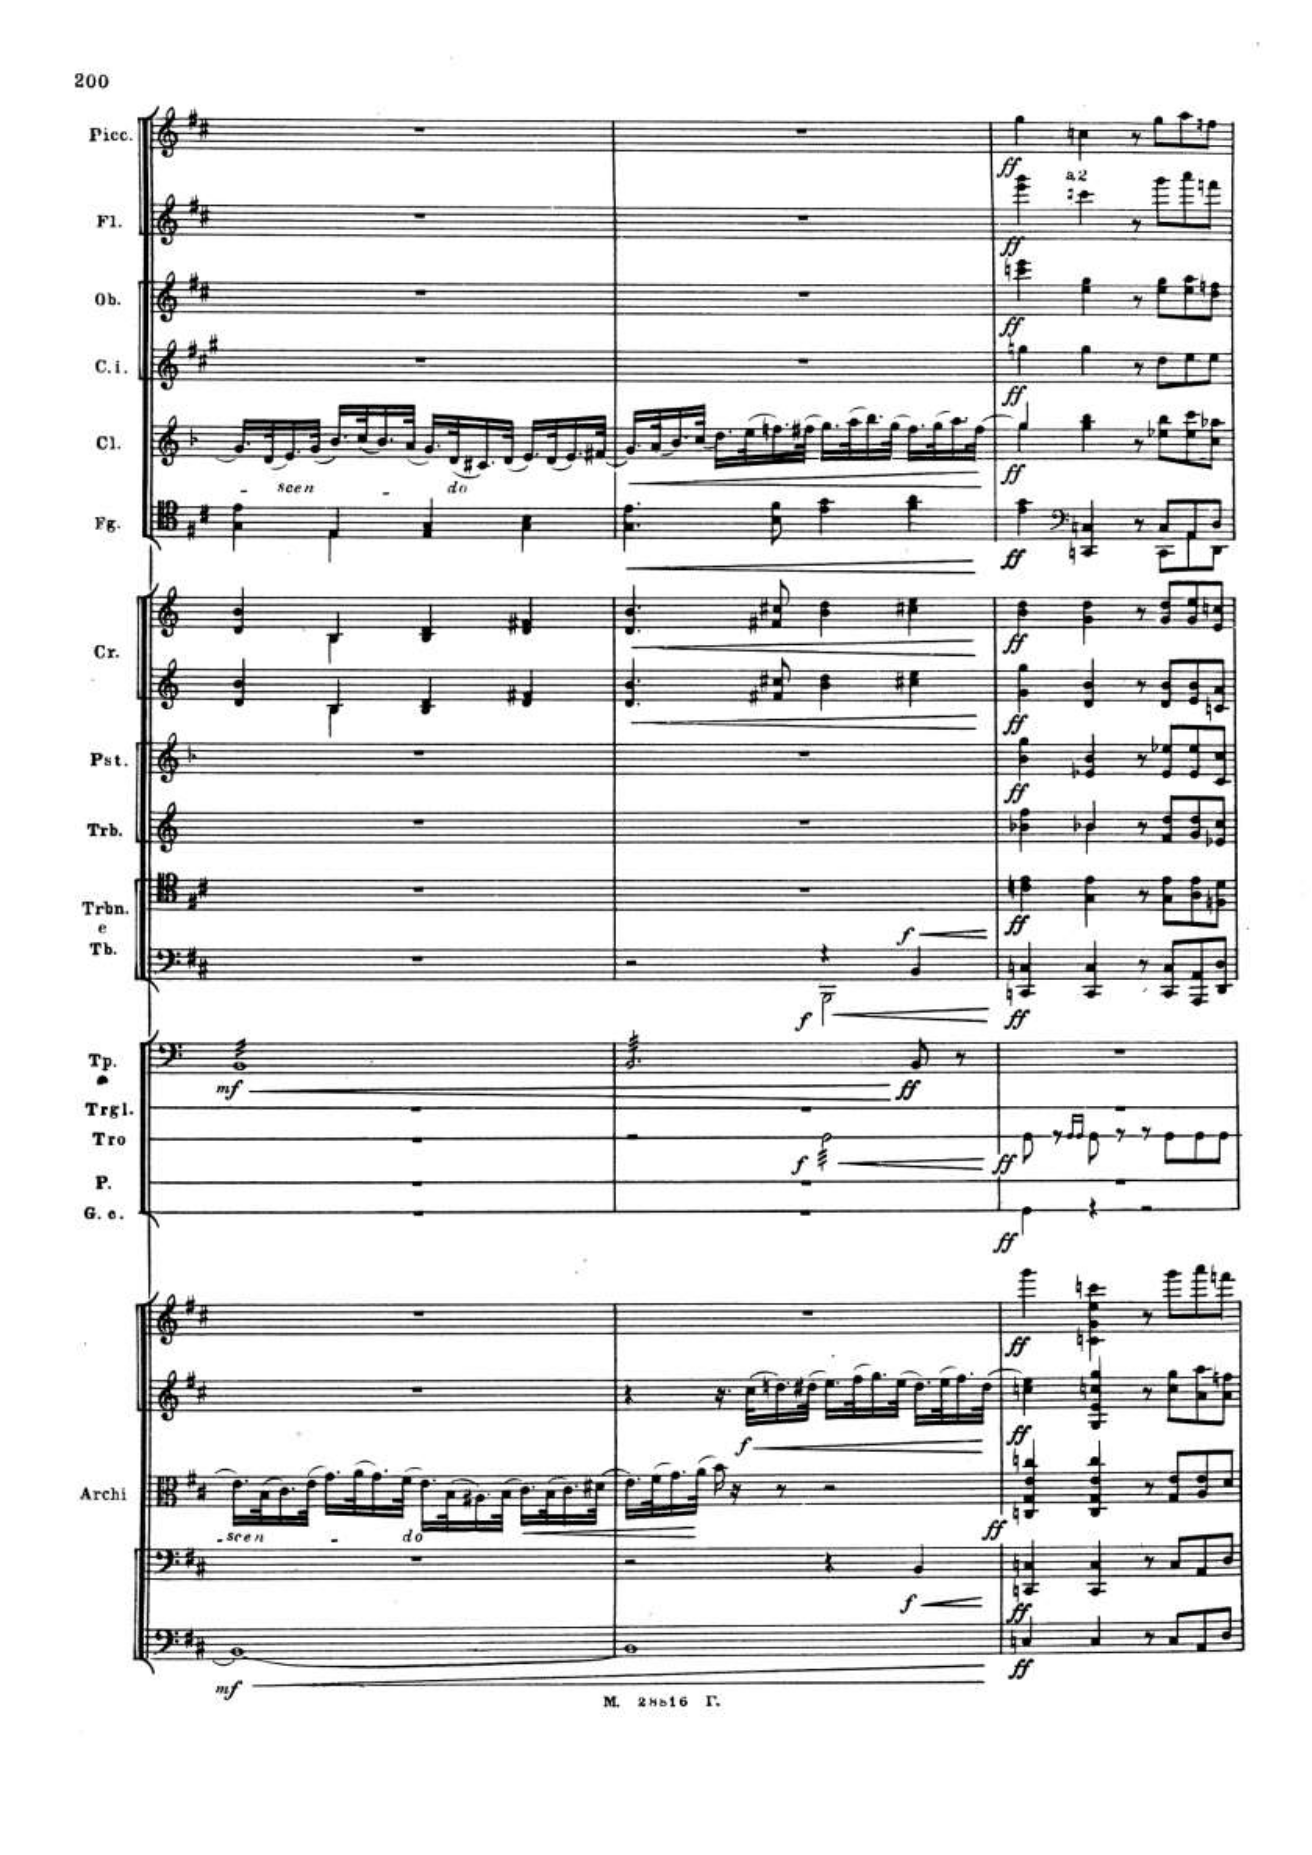 200
Picc.
ff
a2
Fl.
ff
Ob.
ff
C.i.
ff
Cl.
- scen - do
ff
Fg.
ff
Cr.
ff
ff
Pst.
ff
Trb.
Trbn.
e
Tb.
f
ff
f
ff
Tp.
mf
ff
Trgl.
Tro
f
ff
P.
G. c.
ff
ff
f
ff
Archi
- scen - do
ff
f
ff
mf
ff
М. 28816 Г.